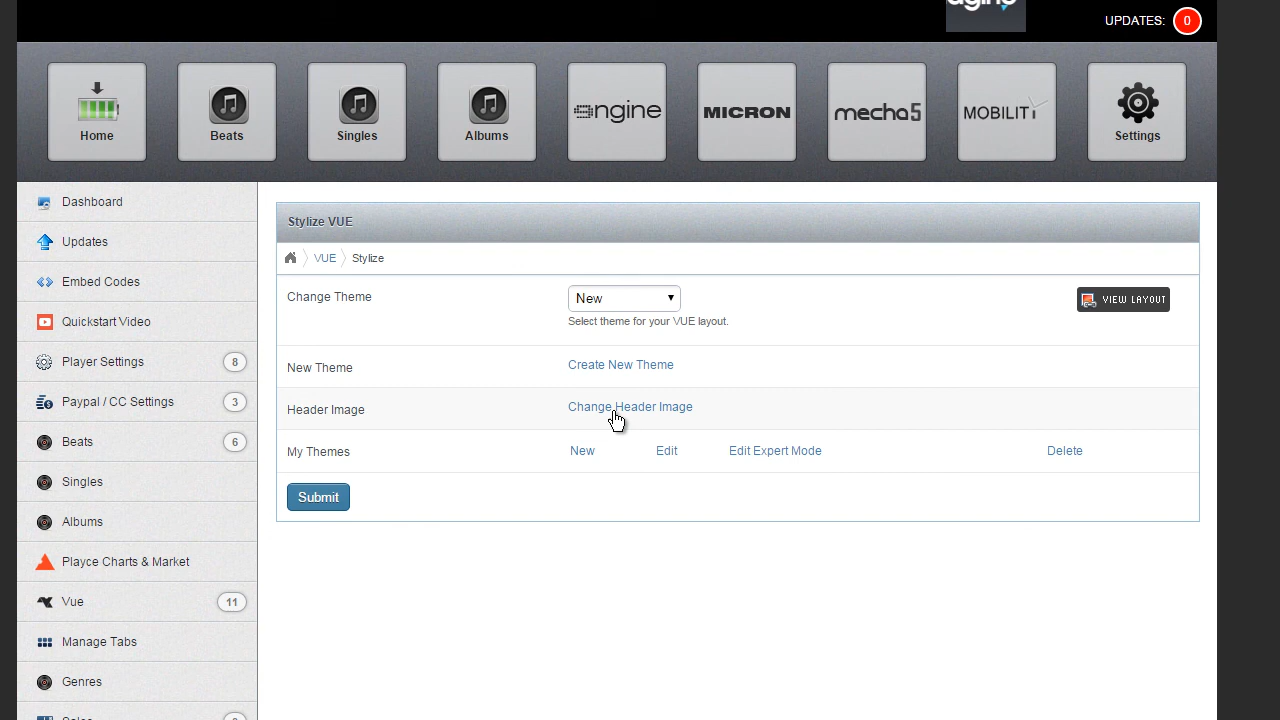 UPDATES: 0
Home
Beats
Singles
Albums
engine
MICRON
mecha5
MOBILITI
Settings
Dashboard
Updates
Embed Codes
Quickstart Video
Player Settings 8
Paypal / CC Settings 3
Beats 6
Singles
Albums
Playce Charts & Market
Vue 11
Manage Tabs
Genres
Stylize VUE
VUE Stylize
Change Theme New VIEW LAYOUT
Select theme for your VUE layout.
New Theme Create New Theme
Header Image Change Header Image
My Themes New Edit Edit Expert Mode Delete
Submit